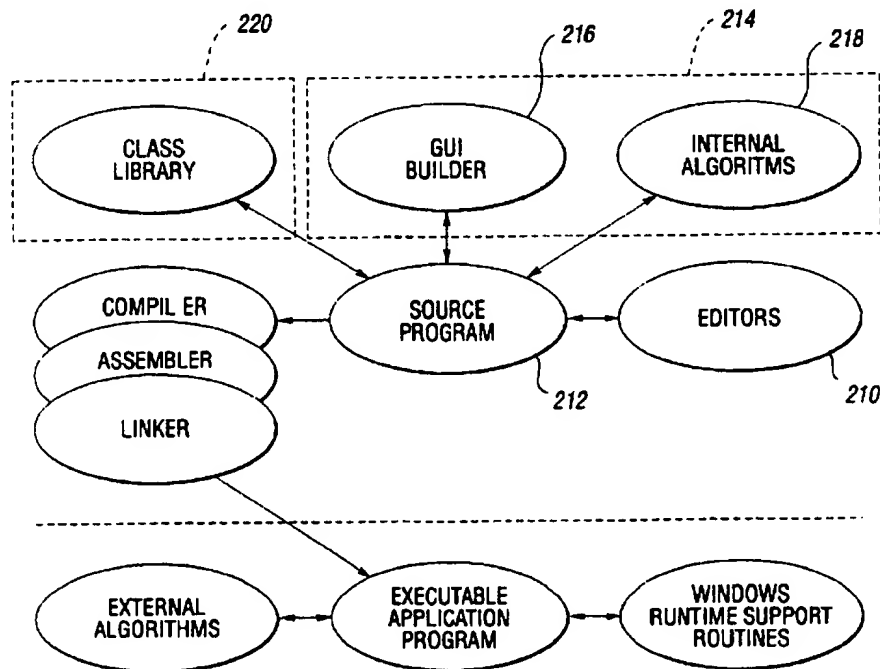 220
216
214
218
CLASS
LIBRARY
GUI
BUILDER
INTERNAL
ALGORITMS
COMPIL ER
ASSEMBLER
LINKER
SOURCE
PROGRAM
212
EDITORS
210
EXTERNAL
ALGORITHMS
EXECUTABLE
APPLICATION
PROGRAM
WINDOWS
RUNTIME SUPPORT
ROUTINES